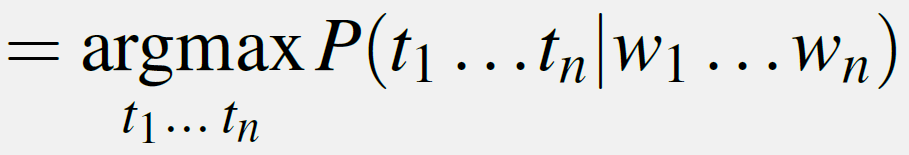 = argmax P(t₁ … tₙ|w₁ … wₙ)
t₁… tₙ